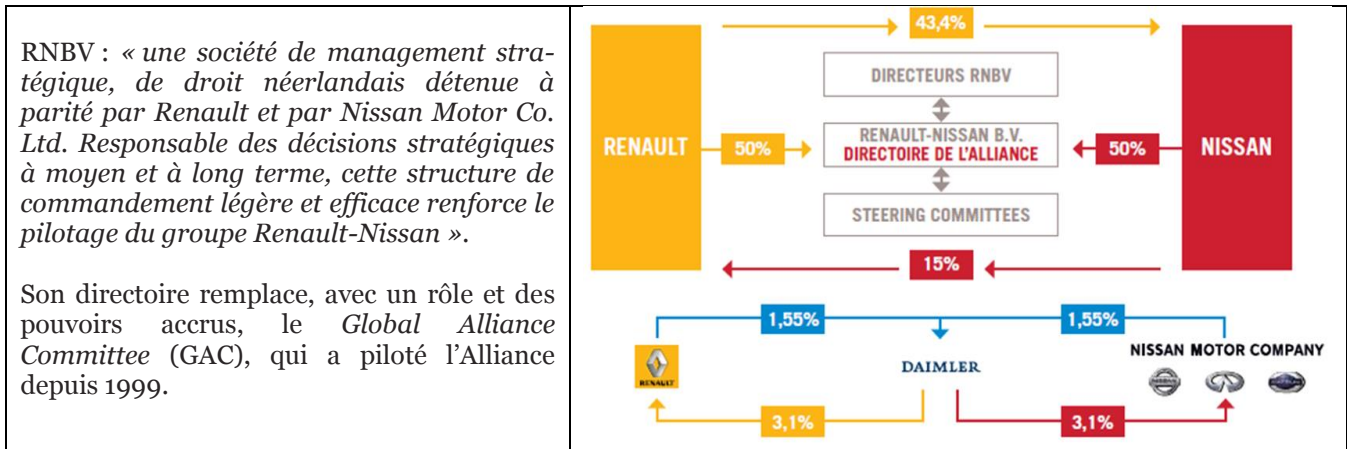 RNBV : « une société de management stra-
tégique, de droit néerlandais détenue à
parité par Renault et par Nissan Motor Co.
Ltd. Responsable des décisions stratégiques
à moyen et à long terme, cette structure de
commandement légère et efficace renforce le
pilotage du groupe Renault-Nissan ».
Son directoire remplace, avec un rôle et des
pouvoirs accrus, le Global Alliance
Committee (GAC), qui a piloté l’Alliance
depuis 1999.
43,4%
DIRECTEURS RNBV
RENAULT
50%
RENAULT-NISSAN B.V.
DIRECTOIRE DE L’ALLIANCE
50%
NISSAN
STEERING COMMITTEES
15%
1,55%
1,55%
RENAULT
DAIMLER
NISSAN MOTOR COMPANY
NISSAN
3,1%
3,1%